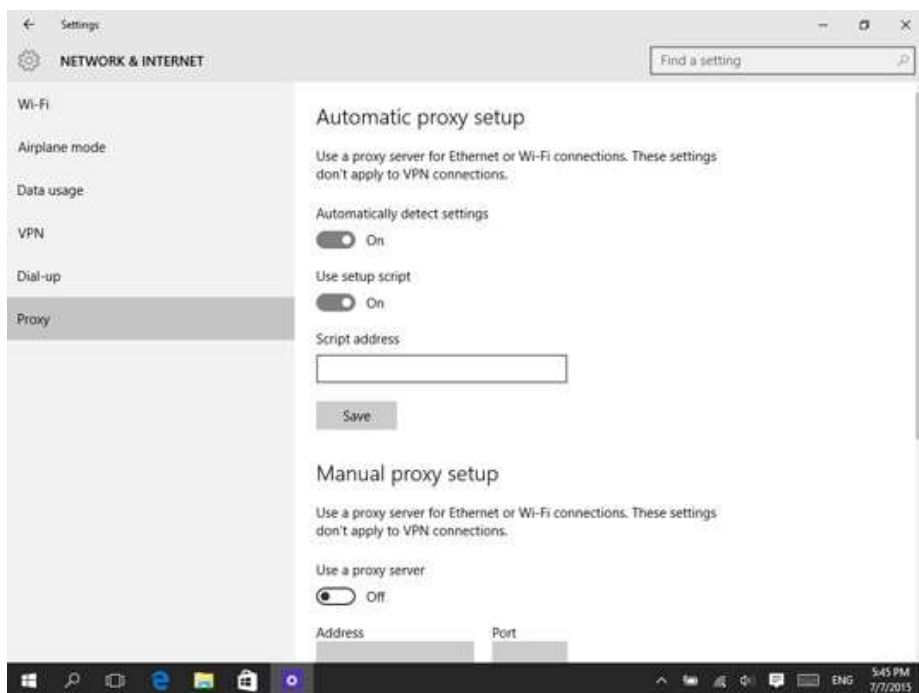 Settings
NETWORK & INTERNET
Find a setting
Wi-Fi
Airplane mode
Data usage
VPN
Dial-up
Proxy
Automatic proxy setup
Use a proxy server for Ethernet or Wi-Fi connections. These settings
don't apply to VPN connections.
Automatically detect settings
On
Use setup script
On
Script address
Save
Manual proxy setup
Use a proxy server for Ethernet or Wi-Fi connections. These settings
don't apply to VPN connections.
Use a proxy server
Off
Address Port
ENG
5:45 PM
7/7/2015